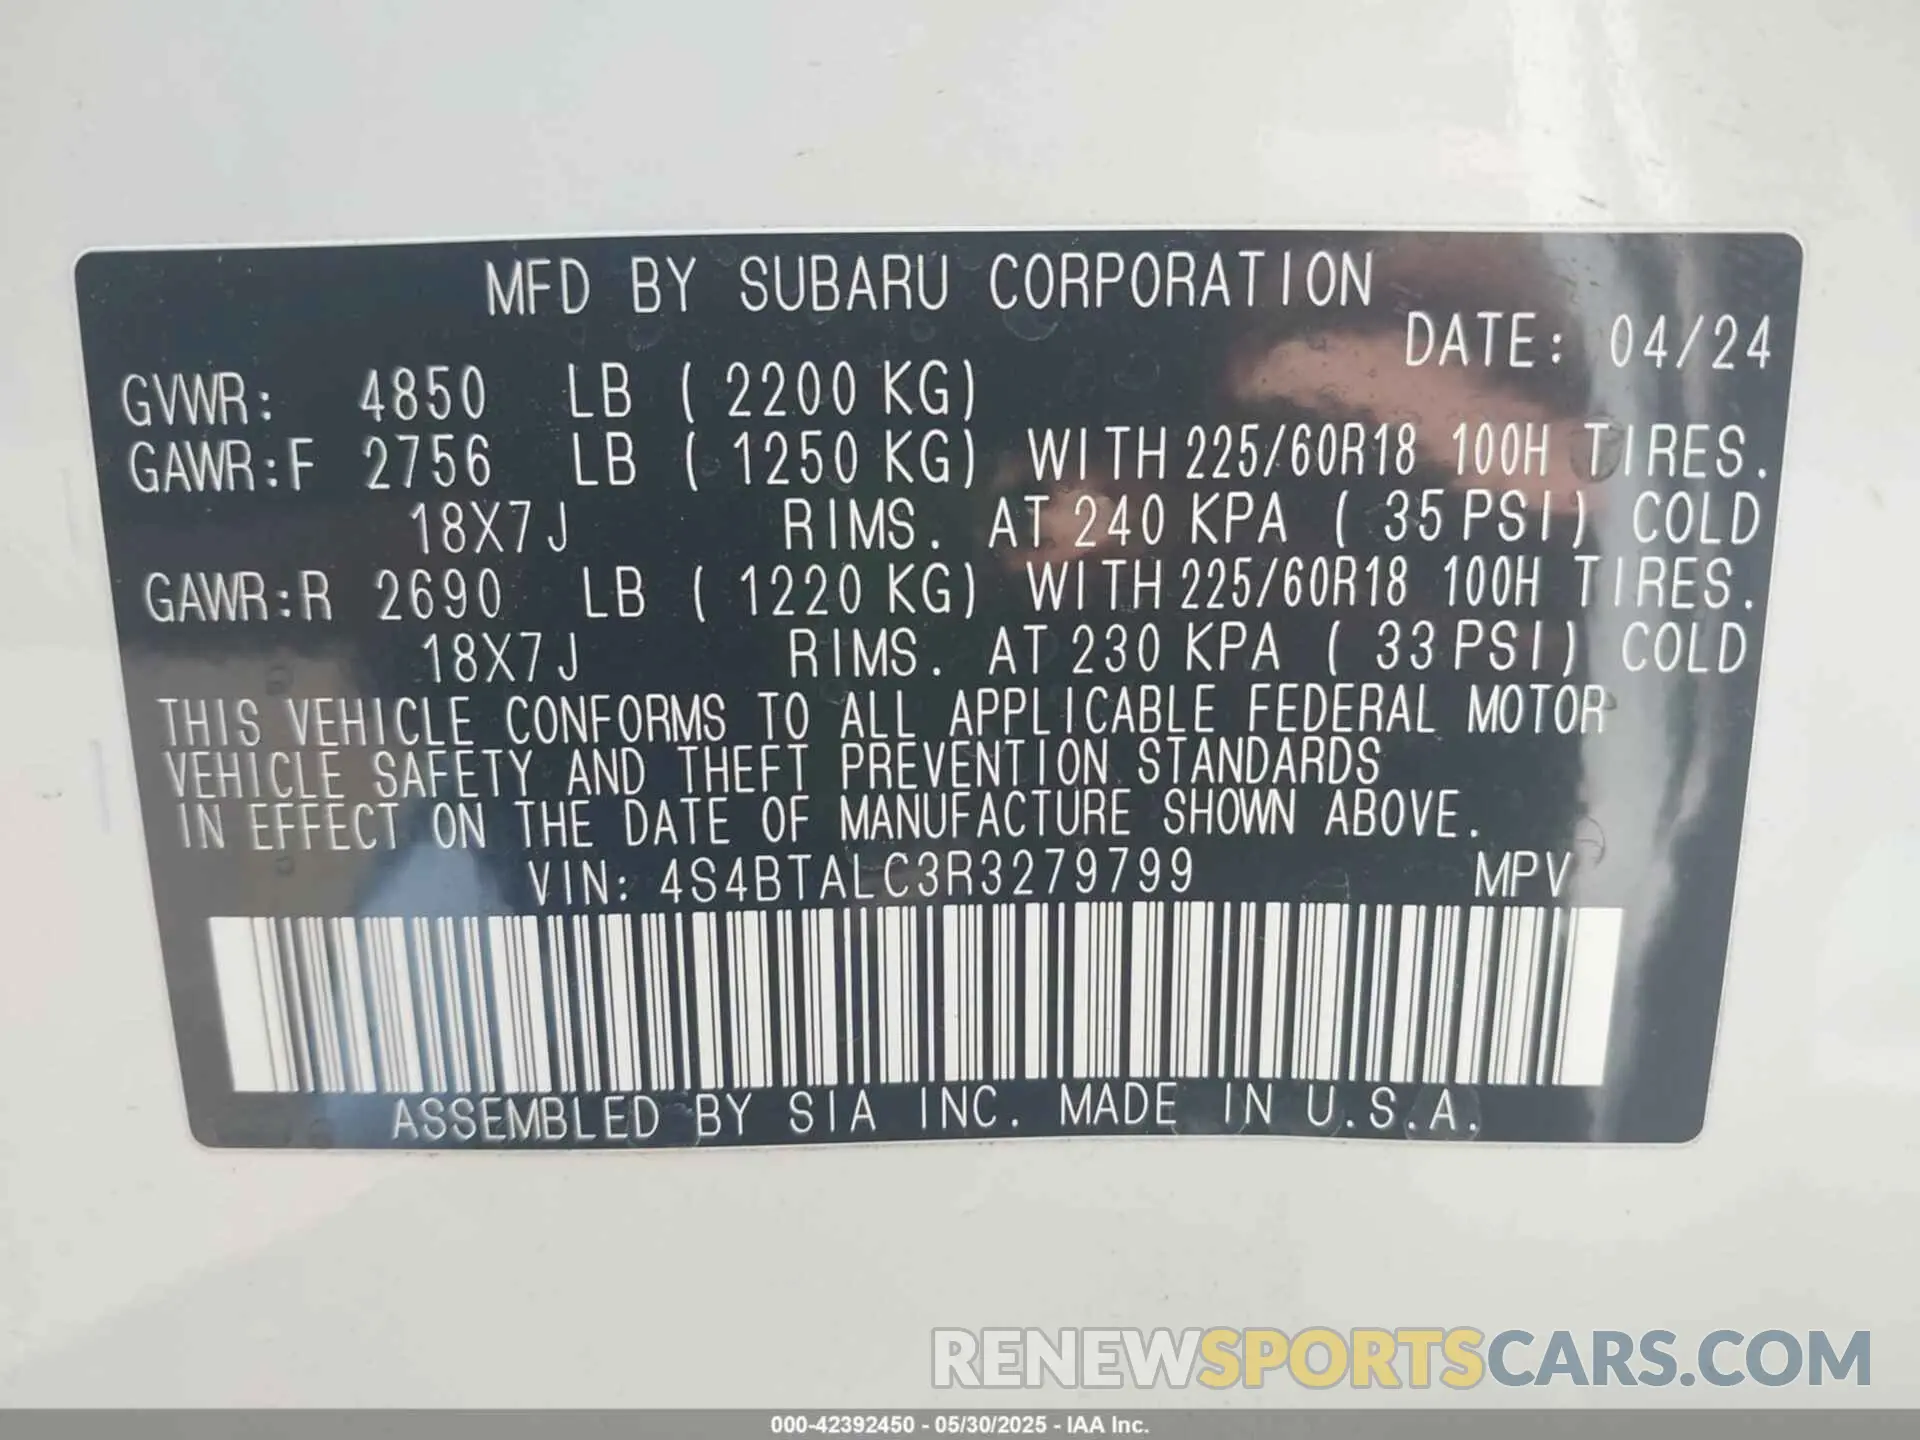 MFD BY SUBARU CORPORATION
DATE: 04/24
GVWR: 4850 LB ( 2200 KG)
GAWR:F 2756 LB ( 1250 KG) WITH 225/60R18 100H TIRES.
18X7J RIMS. AT 240 KPA ( 35 PSI) COLD
GAWR:R 2690 LB ( 1220 KG) WITH 225/60R18 100H TIRES.
18X7J RIMS. AT 230 KPA ( 33 PSI) COLD
THIS VEHICLE CONFORMS TO ALL APPLICABLE FEDERAL MOTOR
VEHICLE SAFETY AND THEFT PREVENTION STANDARDS
IN EFFECT ON THE DATE OF MANUFACTURE SHOWN ABOVE.
VIN: 4S4BTALC3R3279799 MPV
ASSEMBLED BY SIA INC. MADE IN U.S.A.
RENEWSPORTSCARS.COM
000-42392450 - 05/30/2025 - IAA Inc.